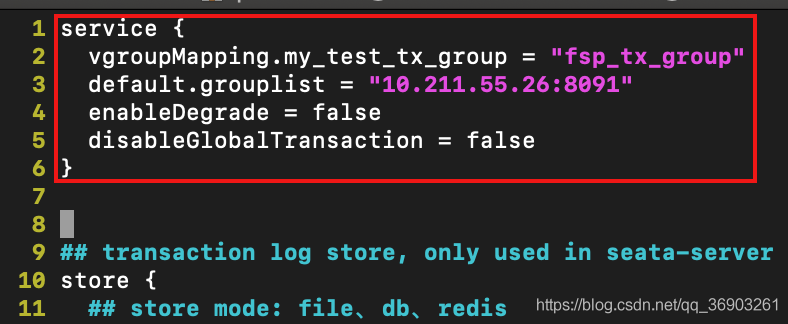 1 service {
2 vgroupMapping.my_test_tx_group = "fsp_tx_group"
3 default.grouplist = "10.211.55.26:8091"
4 enableDegrade = false
5 disableGlobalTransaction = false
6 }
7
8
9 ## transaction log store, only used in seata-server
10 store {
11 ## store mode: file、db、redis
https://blog.csdn.net/qq_36903261